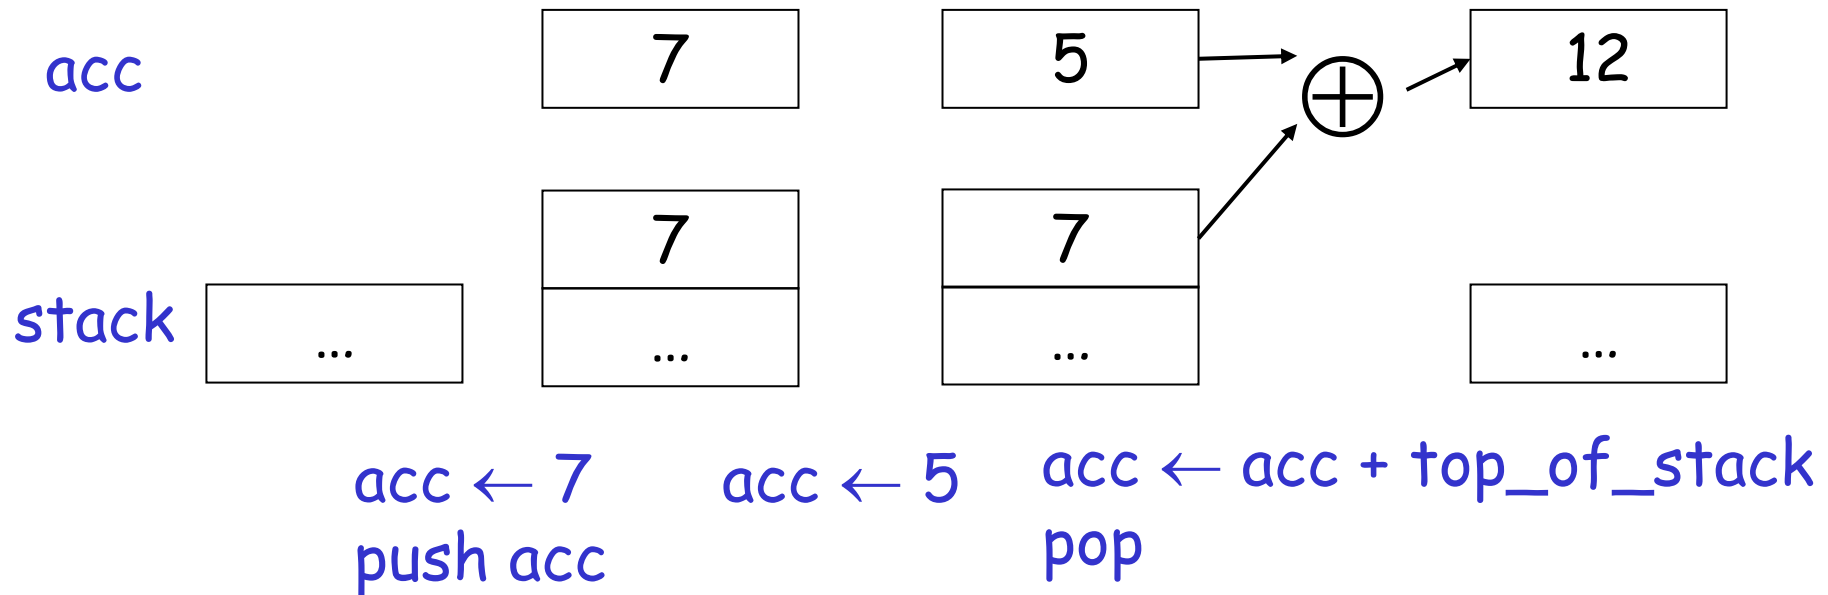 acc 7 5 12
7 7
stack ... ... ... ...
acc ← 7 acc ← 5 acc ← acc + top_of_stack
push acc pop